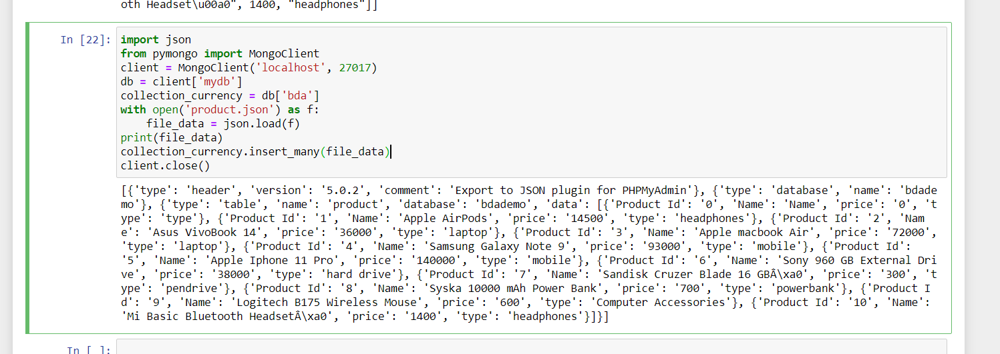 oth Headset\u00a0", 1400, "headphones"]]
In [22]:
import json
from pymongo import MongoClient
client = MongoClient('localhost', 27017)
db = client['mydb']
collection_currency = db['bda']
with open('product.json') as f:
    file_data = json.load(f)
print(file_data)
collection_currency.insert_many(file_data)
client.close()
[{'type': 'header', 'version': '5.0.2', 'comment': 'Export to JSON plugin for PHPMyAdmin'}, {'type': 'database', 'name': 'bdade
mo'}, {'type': 'table', 'name': 'product', 'database': 'bdademo', 'data': [{'Product Id': '0', 'Name': 'Name', 'price': '0', 't
ype': 'type'}, {'Product Id': '1', 'Name': 'Apple AirPods', 'price': '14500', 'type': 'headphones'}, {'Product Id': '2', 'Nam
e': 'Asus VivoBook 14', 'price': '36000', 'type': 'laptop'}, {'Product Id': '3', 'Name': 'Apple macbook Air', 'price': '72000',
'type': 'laptop'}, {'Product Id': '4', 'Name': 'Samsung Galaxy Note 9', 'price': '93000', 'type': 'mobile'}, {'Product Id':
'5', 'Name': 'Apple Iphone 11 Pro', 'price': '140000', 'type': 'mobile'}, {'Product Id': '6', 'Name': 'Sony 960 GB External Dri
ve', 'price': '38000', 'type': 'hard drive'}, {'Product Id': '7', 'Name': 'Sandisk Cruzer Blade 16 GBÂ\xa0', 'price': '300', 't
ype': 'pendrive'}, {'Product Id': '8', 'Name': 'Syska 10000 mAh Power Bank', 'price': '700', 'type': 'powerbank'}, {'Product I
d': '9', 'Name': 'Logitech B175 Wireless Mouse', 'price': '600', 'type': 'Computer Accessories'}, {'Product Id': '10', 'Name':
'Mi Basic Bluetooth HeadsetÂ\xa0', 'price': '1400', 'type': 'headphones'}]}]
In [ ]: